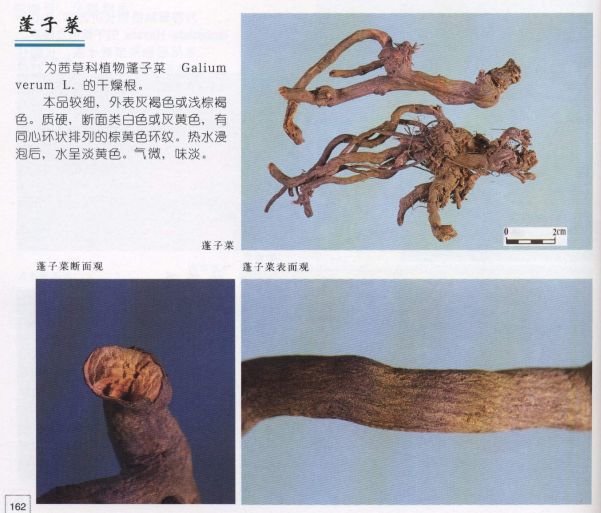 蓬子菜
为茜草科植物蓬子菜 Galium
verum L. 的干燥根。
本品较细，外表灰褐色或浅棕褐
色。质硬，断面类白色或灰黄色，有
同心环状排列的棕黄色环纹。热水浸
泡后，水呈淡黄色。气微，味淡。
0 2cm
蓬子菜
蓬子菜断面观
蓬子菜表面观
162